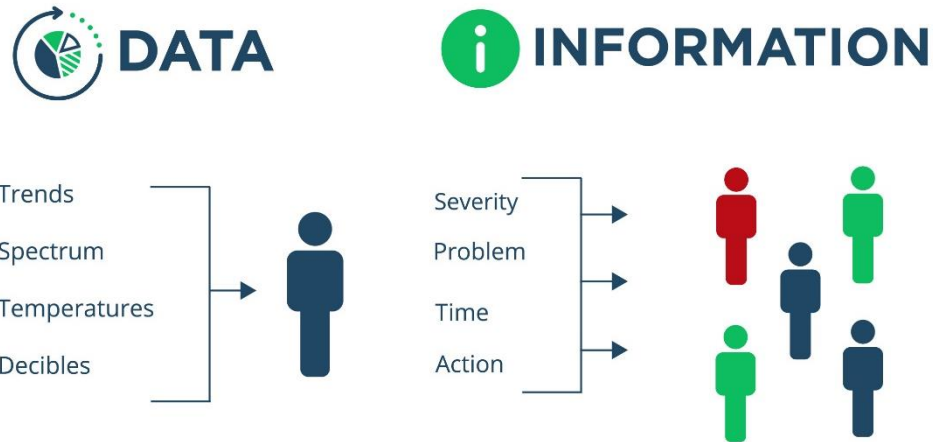 DATA
Trends
Spectrum
Temperatures
Decibles
i INFORMATION
Severity
Problem
Time
Action